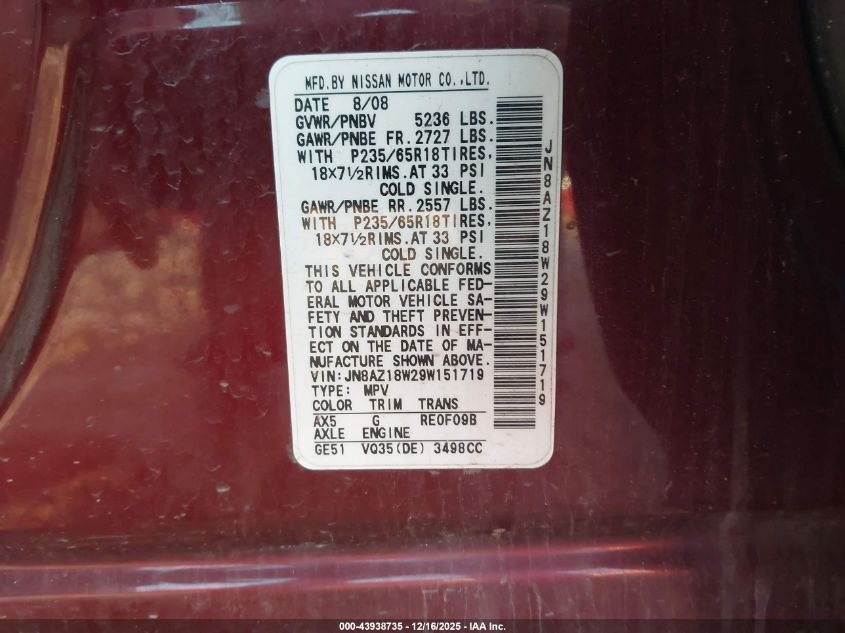 MFD.BY NISSAN MOTOR CO.,LTD.
DATE 8/08
GVWR/PNBV 5236 LBS.
GAWR/PNBE FR.2727 LBS.
WITH P235/65R18TIRES,
18X7½RIMS.AT 33 PSI
COLD SINGLE.
GAWR/PNBE RR.2557 LBS.
WITH P235/65R18TIRES,
18X7½RIMS.AT 33 PSI
COLD SINGLE.
THIS VEHICLE CONFORMS
TO ALL APPLICABLE FED-
ERAL MOTOR VEHICLE SA-
FETY AND THEFT PREVEN-
TION STANDARDS IN EFF-
ECT ON THE DATE OF MA-
NUFACTURE SHOWN ABOVE.
VIN:JN8AZ18W29W151719
TYPE: MPV
COLOR TRIM TRANS
AX5 G RE0F09B
AXLE ENGINE
GE51 VQ35(DE) 3498CC
JN8AZ18W29W151719
000-43938735 - 12/16/2025 - IAA Inc.